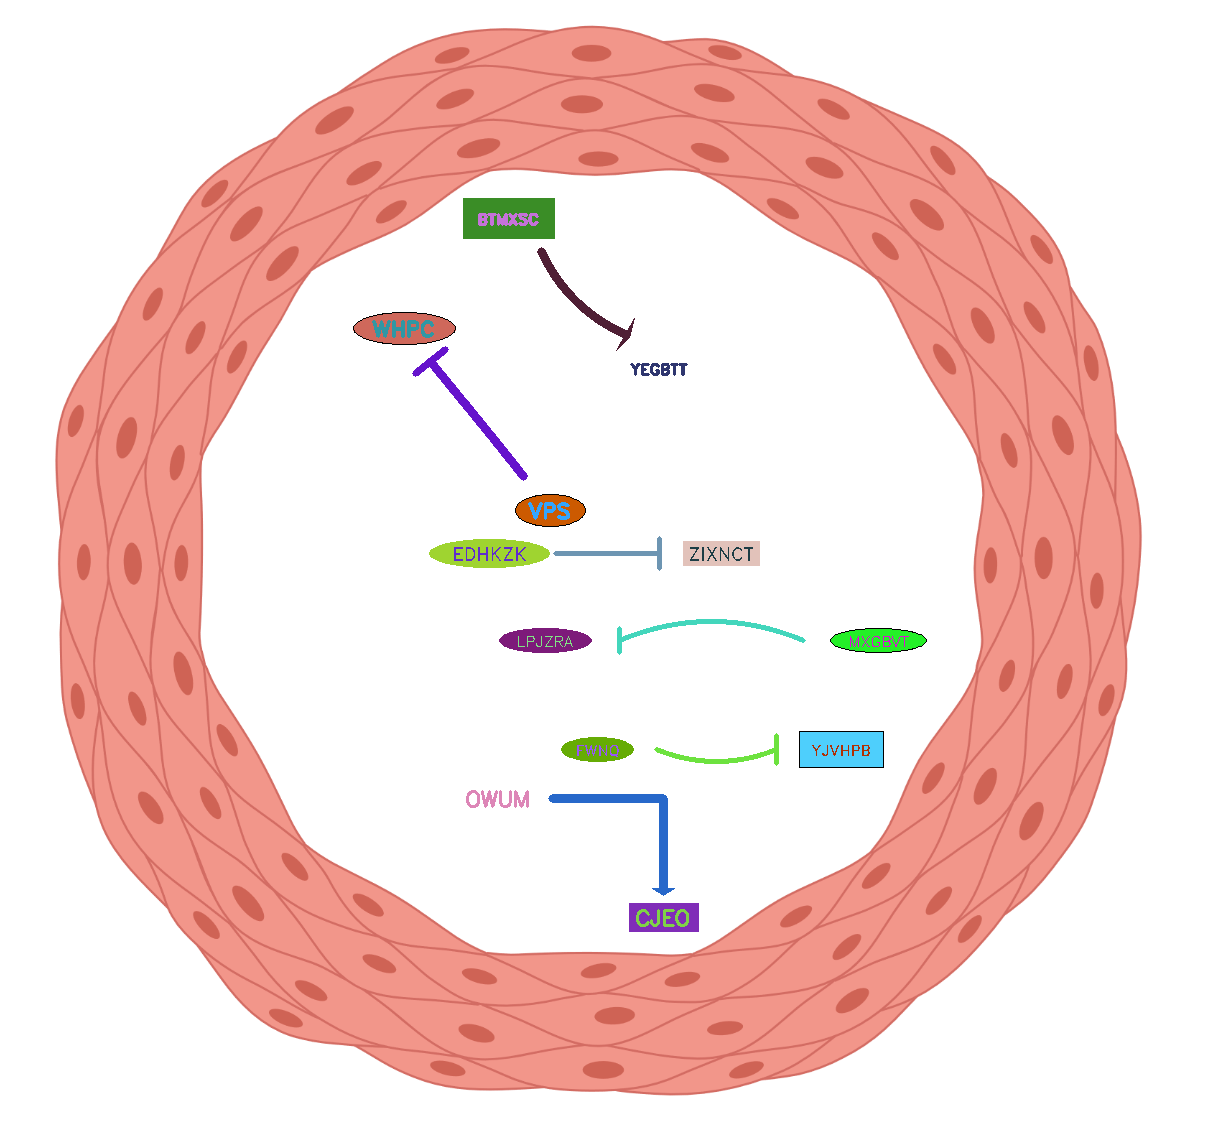 BTMXSC
WHPC
YEGBTT
VPS
EDHKZK
ZIXNCT
LPJZRA
MXGBVT
YJVHPB
OWUM
CJEO